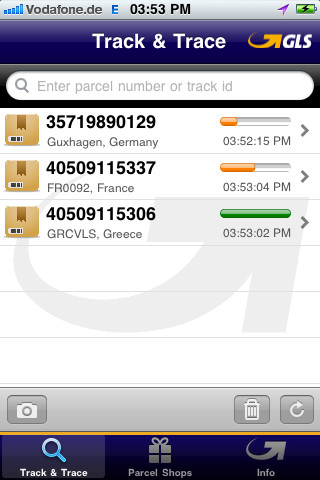 Vodafone.de E 03:53 PM
Track & Trace GLS
Enter parcel number or track id
35719890129
Guxhagen, Germany 03:52:15 PM
40509115337
FR0092, France 03:53:04 PM
40509115306
GRCVLS, Greece 03:53:02 PM
Track & Trace Parcel Shops Info